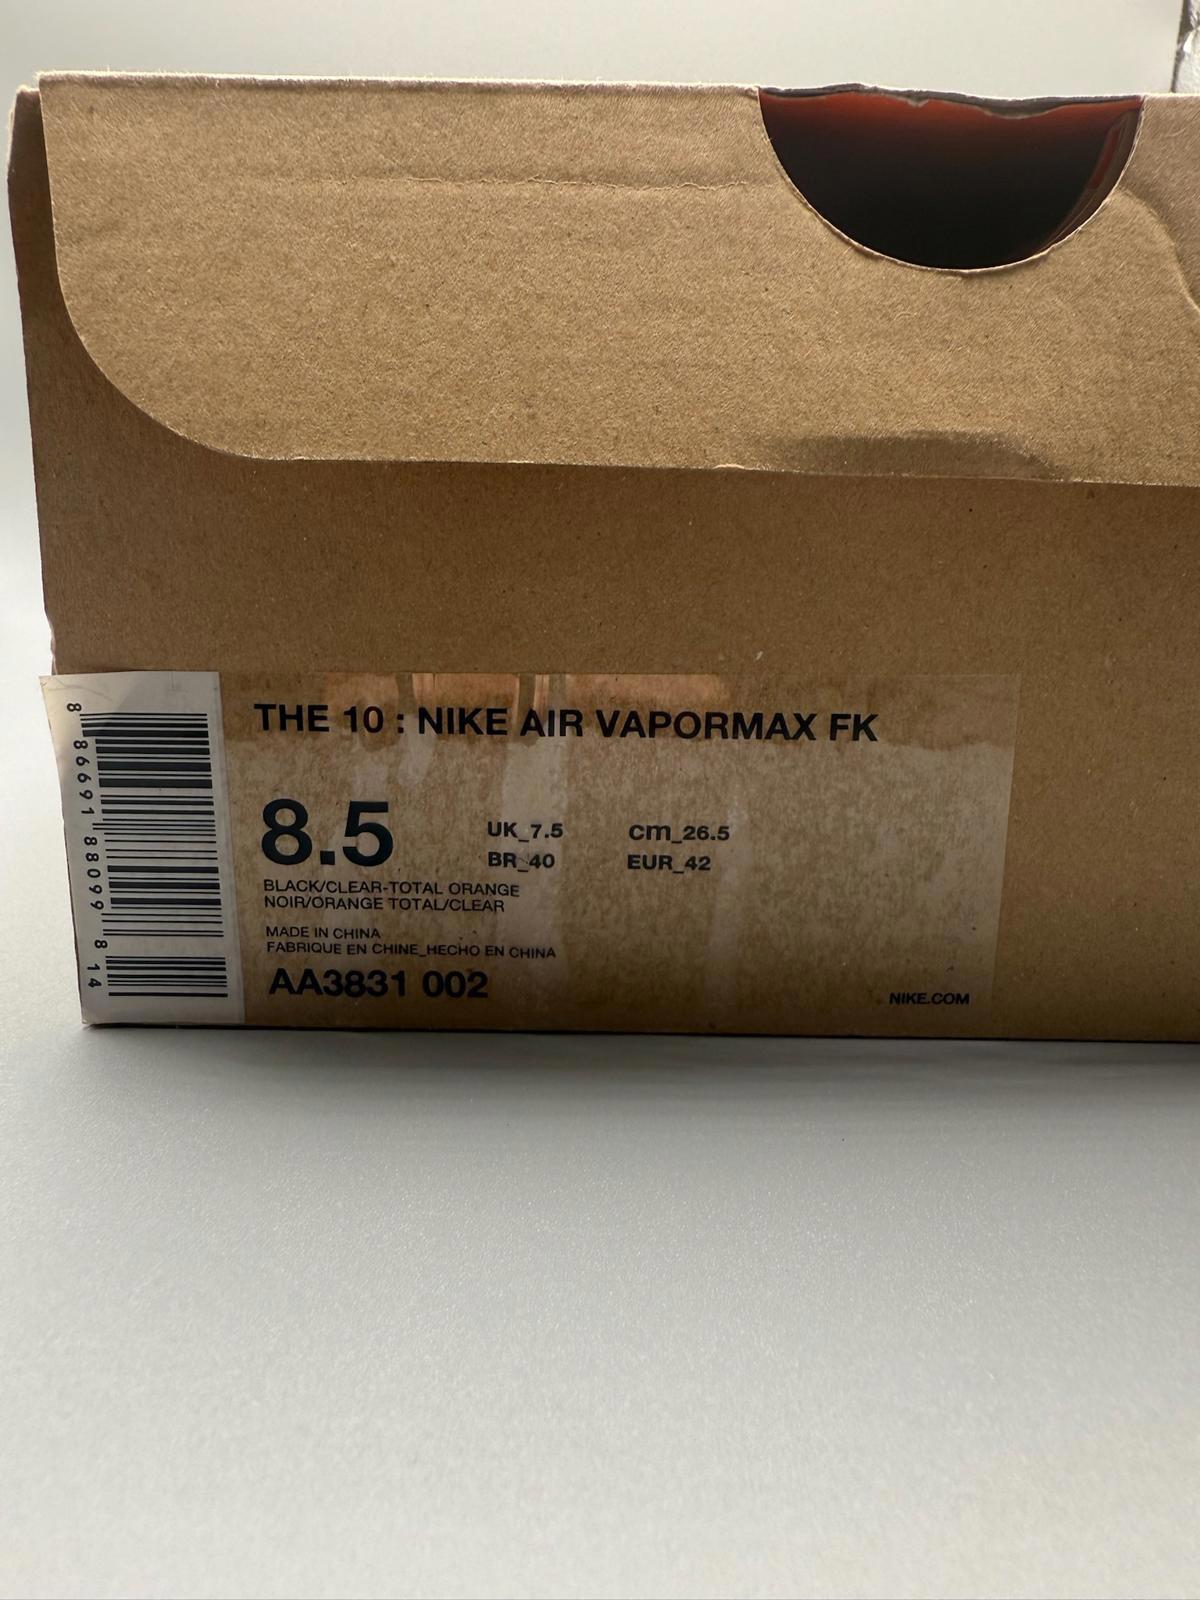 THE 10 : NIKE AIR VAPORMAX FK
8.5
UK_7.5 cm_26.5
BR_40 EUR_42
BLACK/CLEAR-TOTAL ORANGE
NOIR/ORANGE TOTAL/CLEAR
MADE IN CHINA
FABRIQUE EN CHINE_HECHO EN CHINA
AA3831 002
NIKE.COM
8 86691 88099 8 14